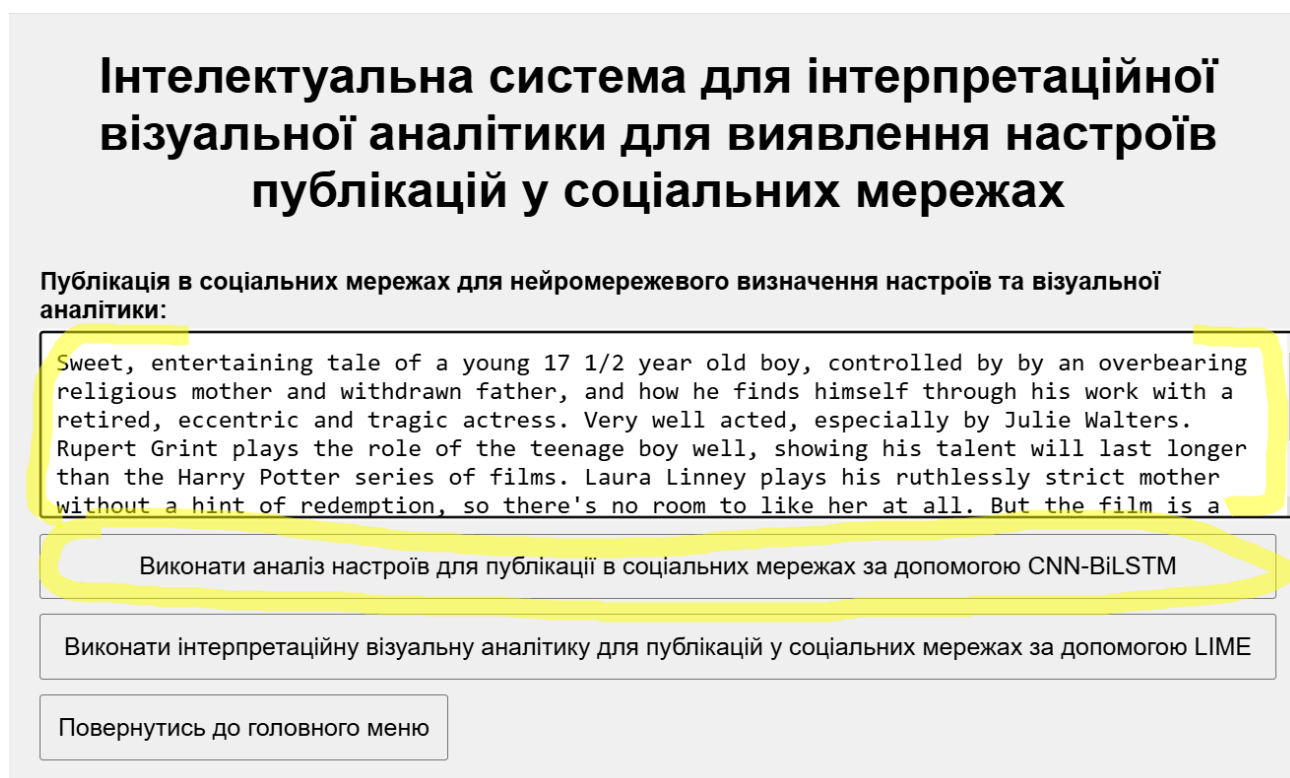 Інтелектуальна система для інтерпретаційної
візуальної аналітики для виявлення настроїв
публікацій у соціальних мережах
Публікація в соціальних мережах для нейромережевого визначення настроїв та візуальної
аналітики:
Sweet, entertaining tale of a young 17 1/2 year old boy, controlled by by an overbearing
religious mother and withdrawn father, and how he finds himself through his work with a
retired, eccentric and tragic actress. Very well acted, especially by Julie Walters.
Rupert Grint plays the role of the teenage boy well, showing his talent will last longer
than the Harry Potter series of films. Laura Linney plays his ruthlessly strict mother
without a hint of redemption, so there's no room to like her at all. But the film is a
Виконати аналіз настроїв для публікації в соціальних мережах за допомогою CNN-BiLSTM
Виконати інтерпретаційну візуальну аналітику для публікацій у соціальних мережах за допомогою LIME
Повернутись до головного меню